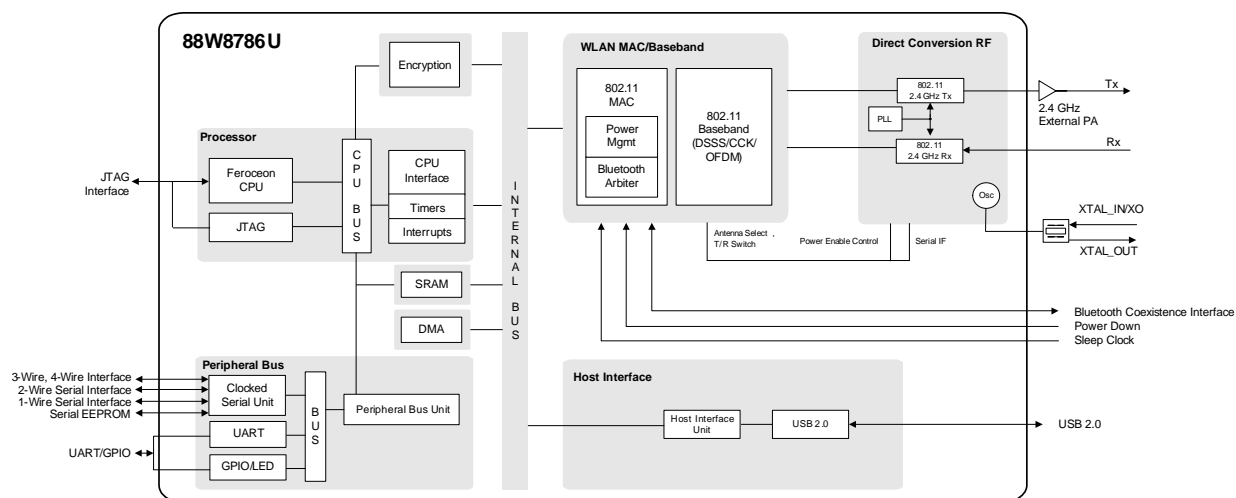 88W8786U
Encryption
Processor
JTAG
Interface
Feroceon
CPU
JTAG
CPU BUS
CPU
Interface
Timers
Interrupts
SRAM
DMA
INTERNAL BUS
Peripheral Bus
3-Wire, 4-Wire Interface
2-Wire Serial Interface
1-Wire Serial Interface
Serial EEPROM
UART/GPIO
Clocked
Serial Unit
UART
GPIO/LED
BUS
Peripheral Bus Unit
WLAN MAC/Baseband
802.11
MAC
Power
Mgmt
Bluetooth
Arbiter
802.11
Baseband
(DSSS/CCK/
OFDM)
Direct Conversion RF
802.11
2.4 GHz Tx
PLL
802.11
2.4 GHz Rx
Osc
Tx
2.4 GHz
External PA
Rx
XTAL_IN/XO
XTAL_OUT
Antenna Select ,
T/R Switch
Power Enable Control
Serial IF
Bluetooth Coexistence Interface
Power Down
Sleep Clock
Host Interface
Host Interface
Unit
USB 2.0
USB 2.0